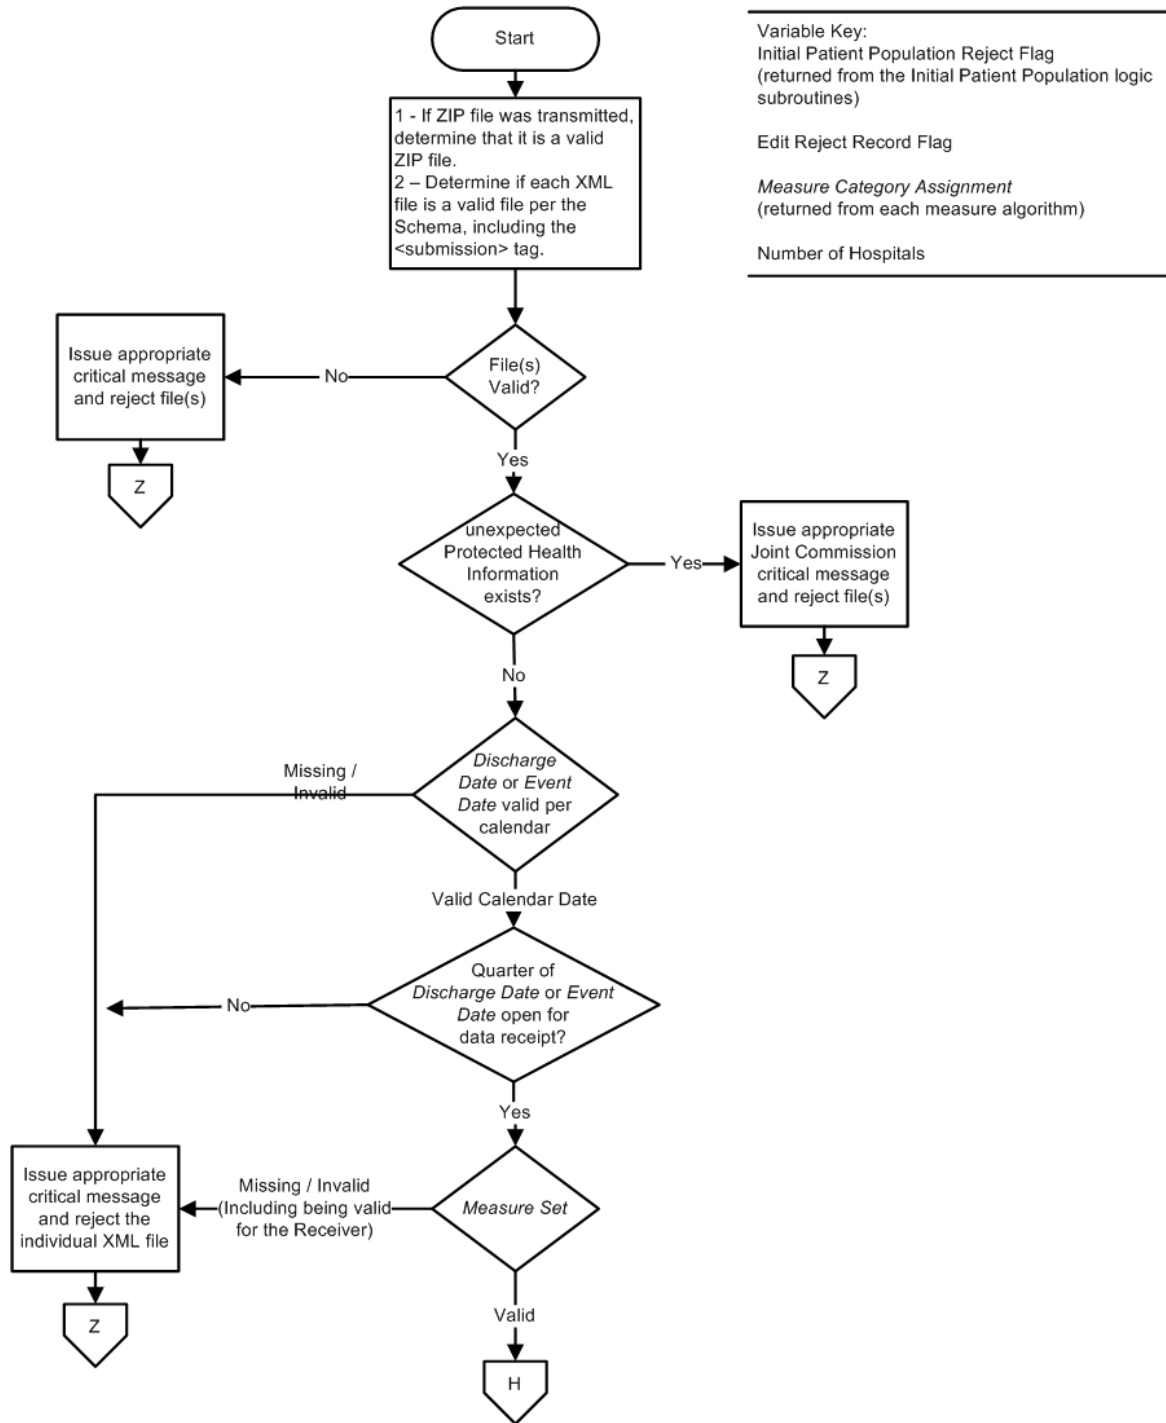 Start
Variable Key:
Initial Patient Population Reject Flag
(returned from the Initial Patient Population logic
subroutines)
Edit Reject Record Flag
Measure Category Assignment
(returned from each measure algorithm)
Number of Hospitals
1 - If ZIP file was transmitted,
determine that it is a valid
ZIP file.
2 – Determine if each XML
file is a valid file per the
Schema, including the
<submission> tag.
File(s)
Valid?
No
Issue appropriate
critical message
and reject file(s)
Z
Yes
unexpected
Protected Health
Information
exists?
Yes
Issue appropriate
Joint Commission
critical message
and reject file(s)
Z
No
Discharge
Date or Event
Date valid per
calendar
Missing /
Invalid
Valid Calendar Date
Quarter of
Discharge Date or Event
Date open for
data receipt?
No
Yes
Measure Set
Missing / Invalid
(Including being valid
for the Receiver)
Issue appropriate
critical message
and reject the
individual XML file
Z
Valid
H